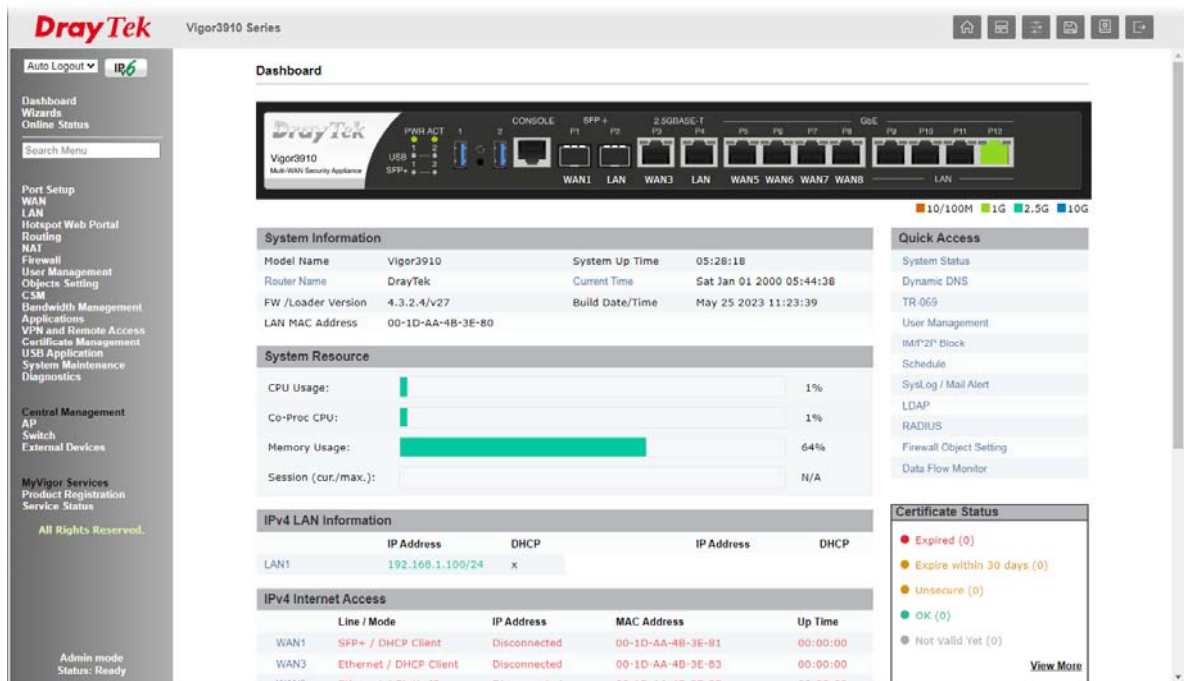 DrayTek
Vigor3910 Series
Auto Logout
IPv6
Dashboard
Wizards
Online Status
Search Menu
Port Setup
WAN
LAN
Hotspot Web Portal
Routing
NAT
Firewall
User Management
Objects Setting
CSM
Bandwidth Management
Applications
VPN and Remote Access
Certificate Management
USB Application
System Maintenance
Diagnostics
Central Management
AP
Switch
External Devices
MyVigor Services
Product Registration
Service Status
All Rights Reserved.
Admin mode
Status: Ready
Dashboard
DrayTek
Vigor3910
Multi-WAN Security Appliance
PWR ACT 1 2 CONSOLE SFP+ 2.5GBASE-T GbE
P1 P2 P3 P4 P5 P6 P7 P8 P9 P10 P11 P12
1 2
USB
1 2
SFP+
WAN1 LAN WAN3 LAN WAN5 WAN6 WAN7 WAN8 LAN
10/100M 1G 2.5G 10G
System Information
Model Name Vigor3910 System Up Time 05:28:18
Router Name DrayTek Current Time Sat Jan 01 2000 05:44:38
FW /Loader Version 4.3.2.4/v27 Build Date/Time May 25 2023 11:23:39
LAN MAC Address 00-1D-AA-4B-3E-80
System Resource
CPU Usage: 1%
Co-Proc CPU: 1%
Memory Usage: 64%
Session (cur./max.): N/A
IPv4 LAN Information
IP Address DHCP IP Address DHCP
LAN1 192.168.1.100/24 x
IPv4 Internet Access
Line / Mode IP Address MAC Address Up Time
WAN1 SFP+ / DHCP Client Disconnected 00-1D-AA-4B-3E-81 00:00:00
WAN3 Ethernet / DHCP Client Disconnected 00-1D-AA-4B-3E-83 00:00:00
Quick Access
System Status
Dynamic DNS
TR-069
User Management
IM/P2P Block
Schedule
SysLog / Mail Alert
LDAP
RADIUS
Firewall Object Setting
Data Flow Monitor
Certificate Status
Expired (0)
Expire within 30 days (0)
Unsecure (0)
OK (0)
Not Valid Yet (0)
View More